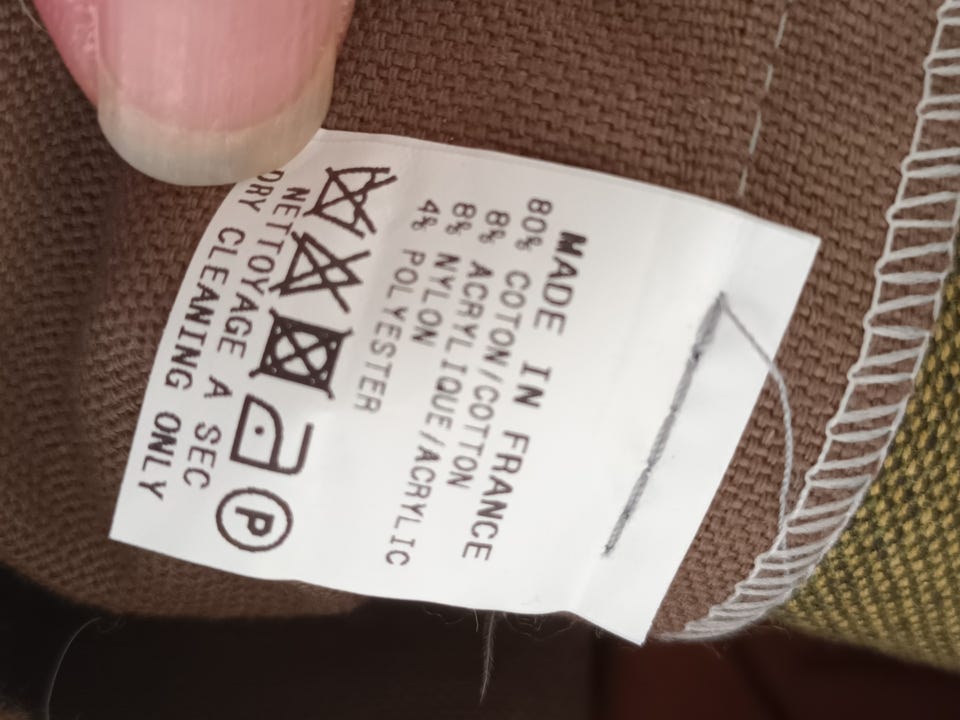 MADE IN FRANCE
80% COTON/COTTON
8% ACRYLIQUE/ACRYLIC
8% NYLON
4% POLYESTER
P
NETTOYAGE A SEC
DRY CLEANING ONLY